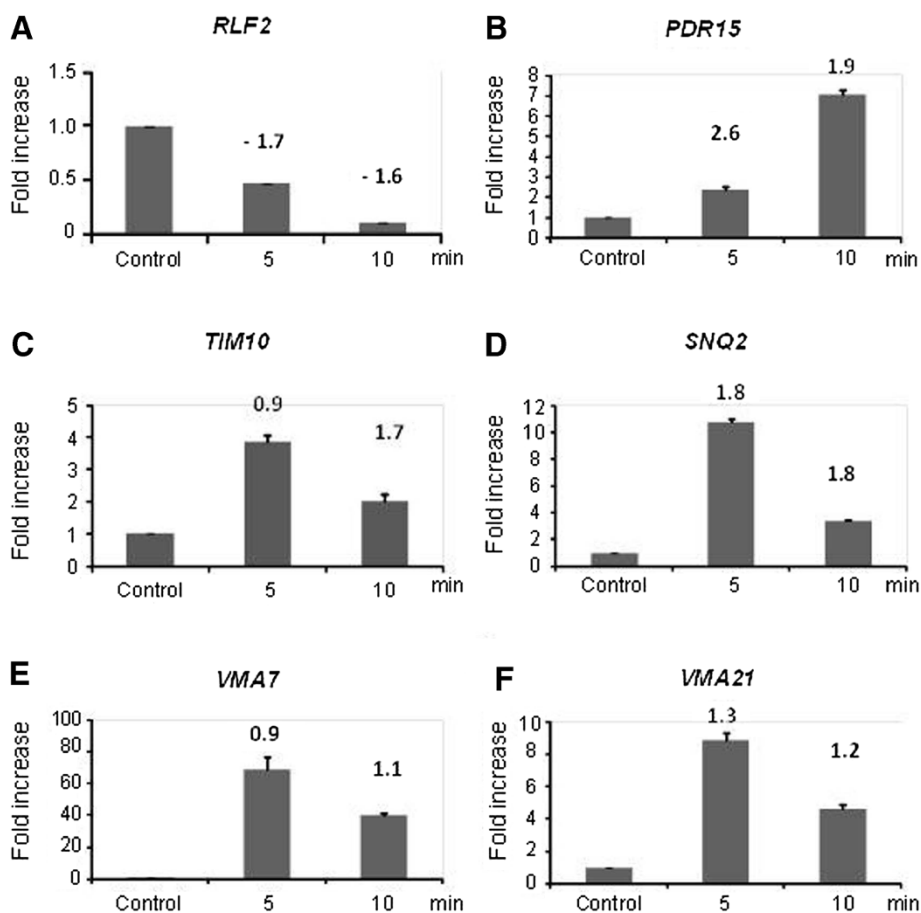 A
RLF2
Fold increase
1.5
1.0
0.5
0
- 1.7
- 1.6
Control 5 10 min
B
PDR15
Fold increase
8
7
6
5
4
3
2
1
0
2.6
1.9
Control 5 10 min
C
TIM10
Fold increase
5
4
3
2
1
0
0.9
1.7
Control 5 10 min
D
SNQ2
Fold increase
12
10
8
6
4
2
0
1.8
1.8
Control 5 10 min
E
VMA7
Fold increase
100
80
60
40
20
0
0.9
1.1
Control 5 10 min
F
VMA21
Fold increase
10
8
6
4
2
0
1.3
1.2
Control 5 10 min